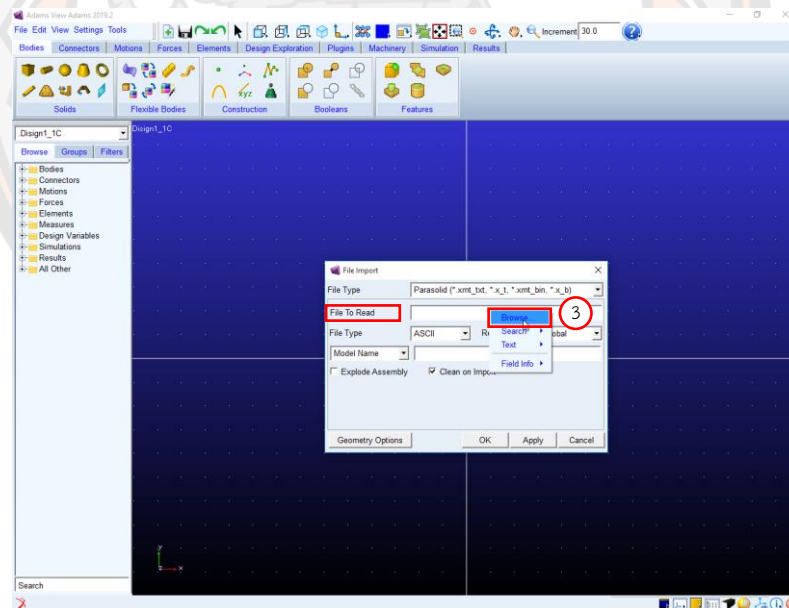 Adams View Adams 2019.2
File Edit View Settings Tools
Increment 30.0
Bodies Connectors Motions Forces Elements Design Exploration Plugins Machinery Simulation Results
Solids Flexible Bodies Construction Booleans Features
Disign1_1C
Disign1_1C
Browse Groups Filters
Bodies
Connectors
Motions
Forces
Elements
Measures
Design Variables
Simulations
Results
All Other
File Import
File Type Parasolid (*.xmt_txt, *.x_t, *.xmt_bin, *.x_b)
File To Read
Browse...
3
File Type ASCII
Search
Text
Model Name
Field Info
Explode Assembly Clean on Import
Geometry Options OK Apply Cancel
y
z x
Search